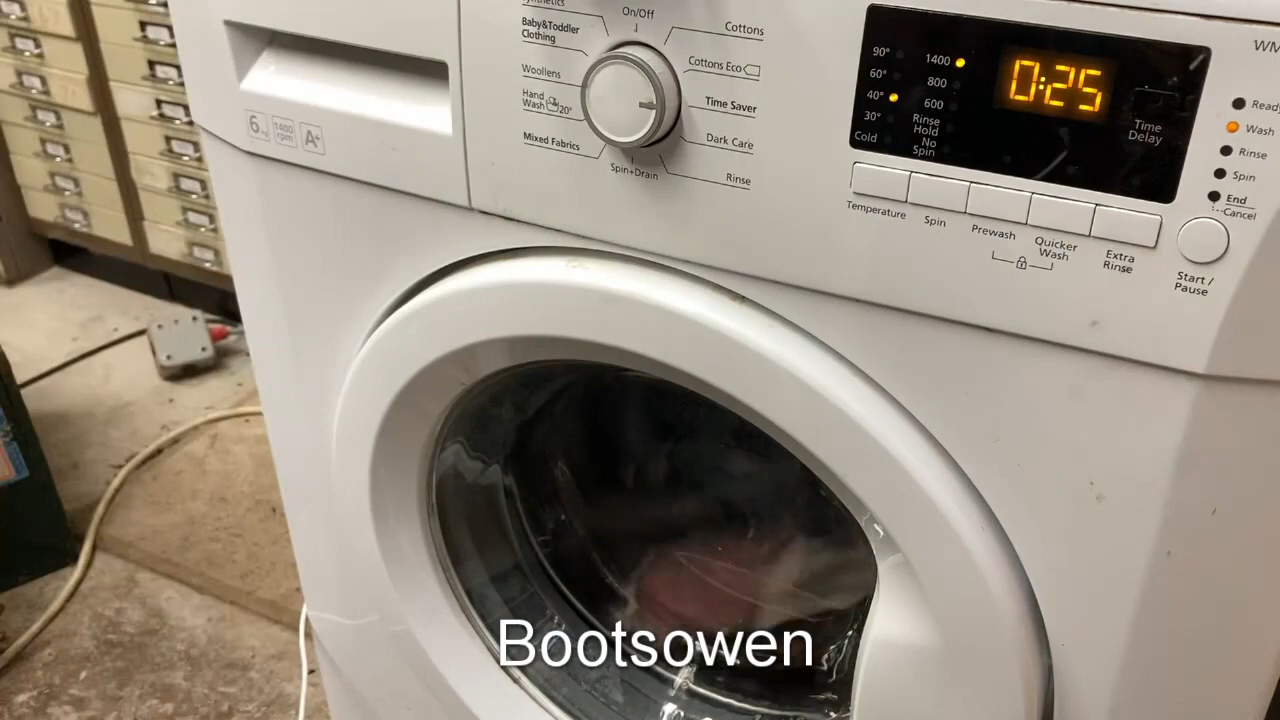 On/Off
Cottons
Cottons Eco
Time Saver
Dark Care
Rinse
Spin+Drain
Mixed Fabrics
Hand
Wash 20°
Woollens
Baby&Toddler
Clothing
6 kg
1400
rpm
A+
90°
60°
40°
30°
Cold
1400
800
600
Rinse
Hold
No
Spin
0:25
Time
Delay
Wash
Rinse
Spin
End
Cancel
Temperature
Spin
Prewash
Quicker
Wash
Extra
Rinse
Start /
Pause
Bootsowen